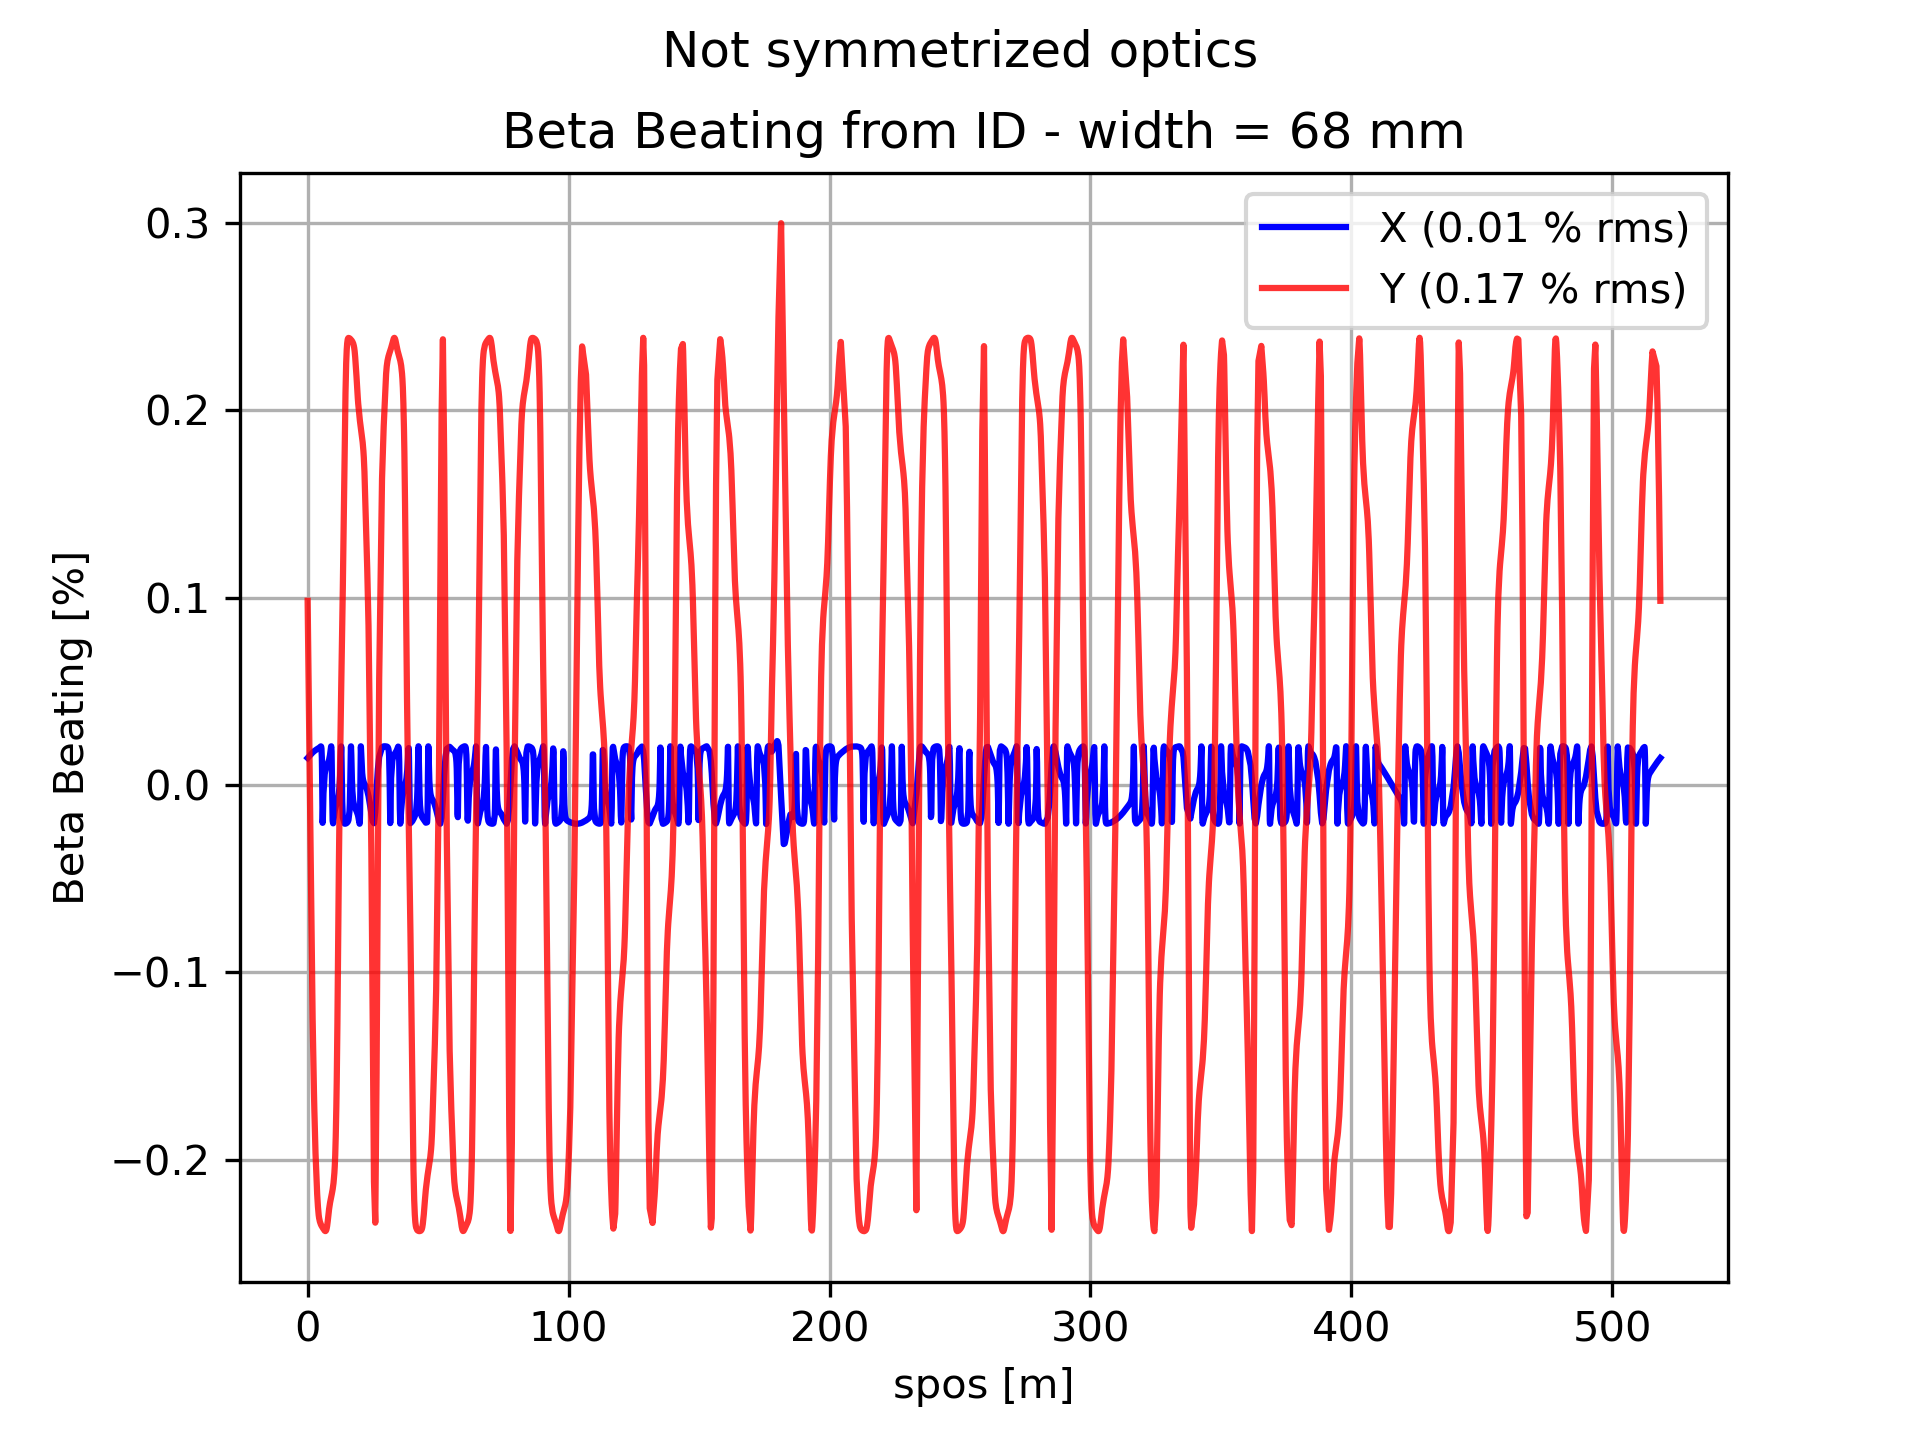 Not symmetrized optics
Beta Beating from ID - width = 68 mm
X (0.01 % rms)
Y (0.17 % rms)
Beta Beating [%]
0.3
0.2
0.1
0.0
−0.1
−0.2
0 100 200 300 400 500
spos [m]